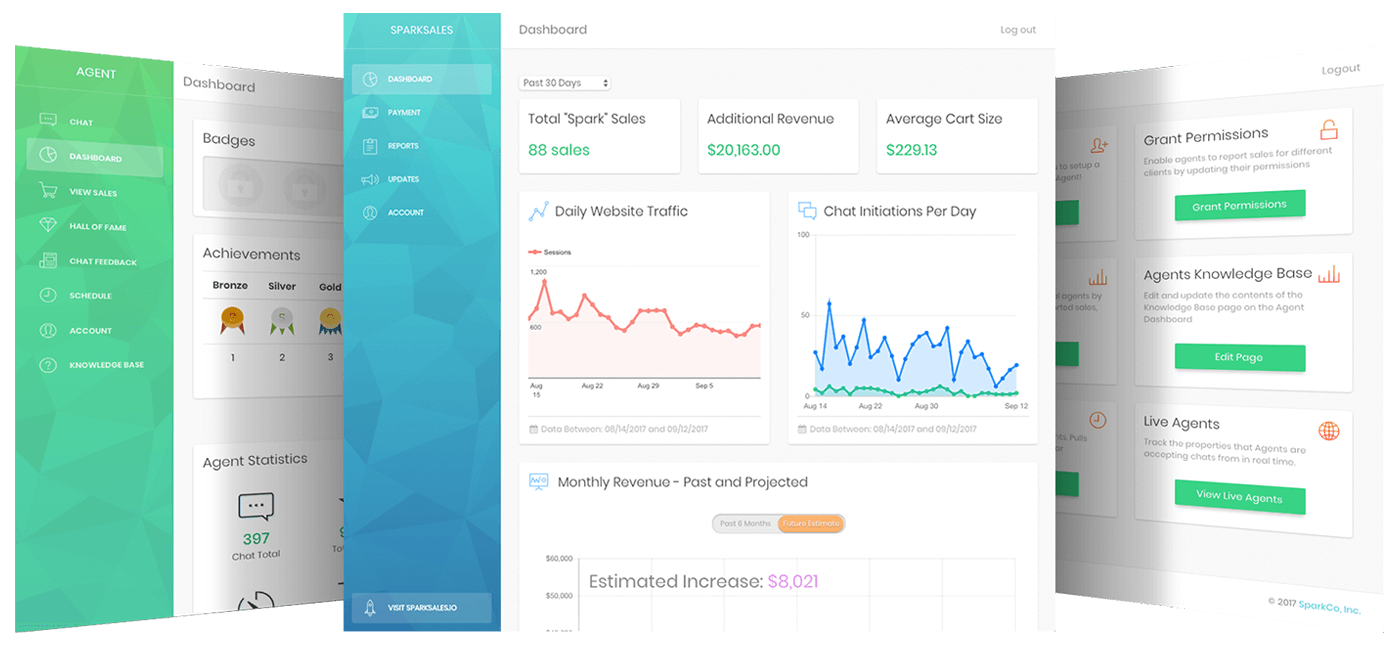 AGENT
CHAT
DASHBOARD
VIEW SALES
HALL OF FAME
CHAT FEEDBACK
SCHEDULE
ACCOUNT
KNOWLEDGE BASE
Dashboard
Badges
Achievements
Bronze Silver Gold
1 2 3
Agent Statistics
397
Chat Total
SPARKSALES
DASHBOARD
PAYMENT
REPORTS
UPDATES
ACCOUNT
VISIT SPARKSALES.IO
Dashboard
Log out
Past 30 Days
Total "Spark" Sales
88 sales
Additional Revenue
$20,163.00
Average Cart Size
$229.13
Daily Website Traffic
Sessions
1,200
600
Aug 15 Aug 22 Aug 29 Sep 5
Data Between: 08/14/2017 and 09/12/2017
Chat Initiations Per Day
100
50
0
Aug 14 Aug 22 Aug 30 Sep 12
Data Between: 08/14/2017 and 09/12/2017
Monthly Revenue - Past and Projected
Past 6 Months Future Estimate
$60,000
Estimated Increase: $8,021
$50,000
Logout
to setup a
Agent!
agents by
sales,
Pulls
Grant Permissions
Enable agents to report sales for different
clients by updating their permissions
Grant Permissions
Agents Knowledge Base
Edit and update the contents of the
Knowledge Base page on the Agent
Dashboard
Edit Page
Live Agents
Track the properties that Agents are
accepting chats from in real time.
View Live Agents
© 2017 SparkCo, Inc.